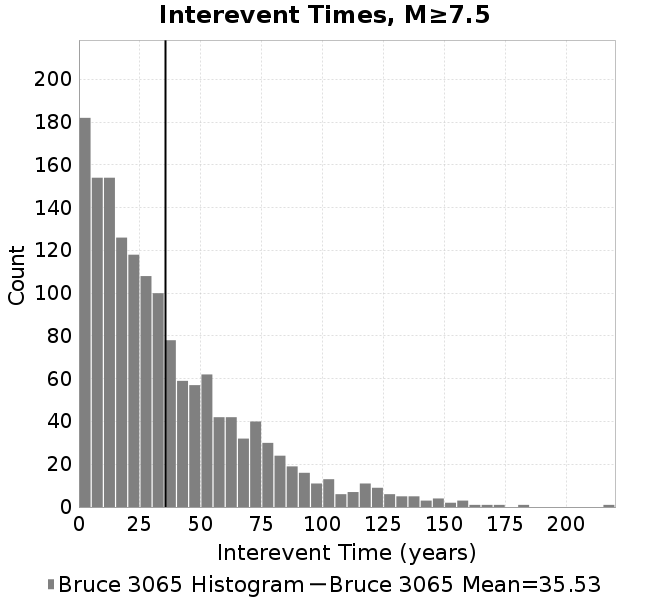 Interevent Times, M≥7.5
200
180
160
140
120
100
80
60
40
20
0
Count
0 25 50 75 100 125 150 175 200
Interevent Time (years)
Bruce 3065 Histogram Bruce 3065 Mean=35.53